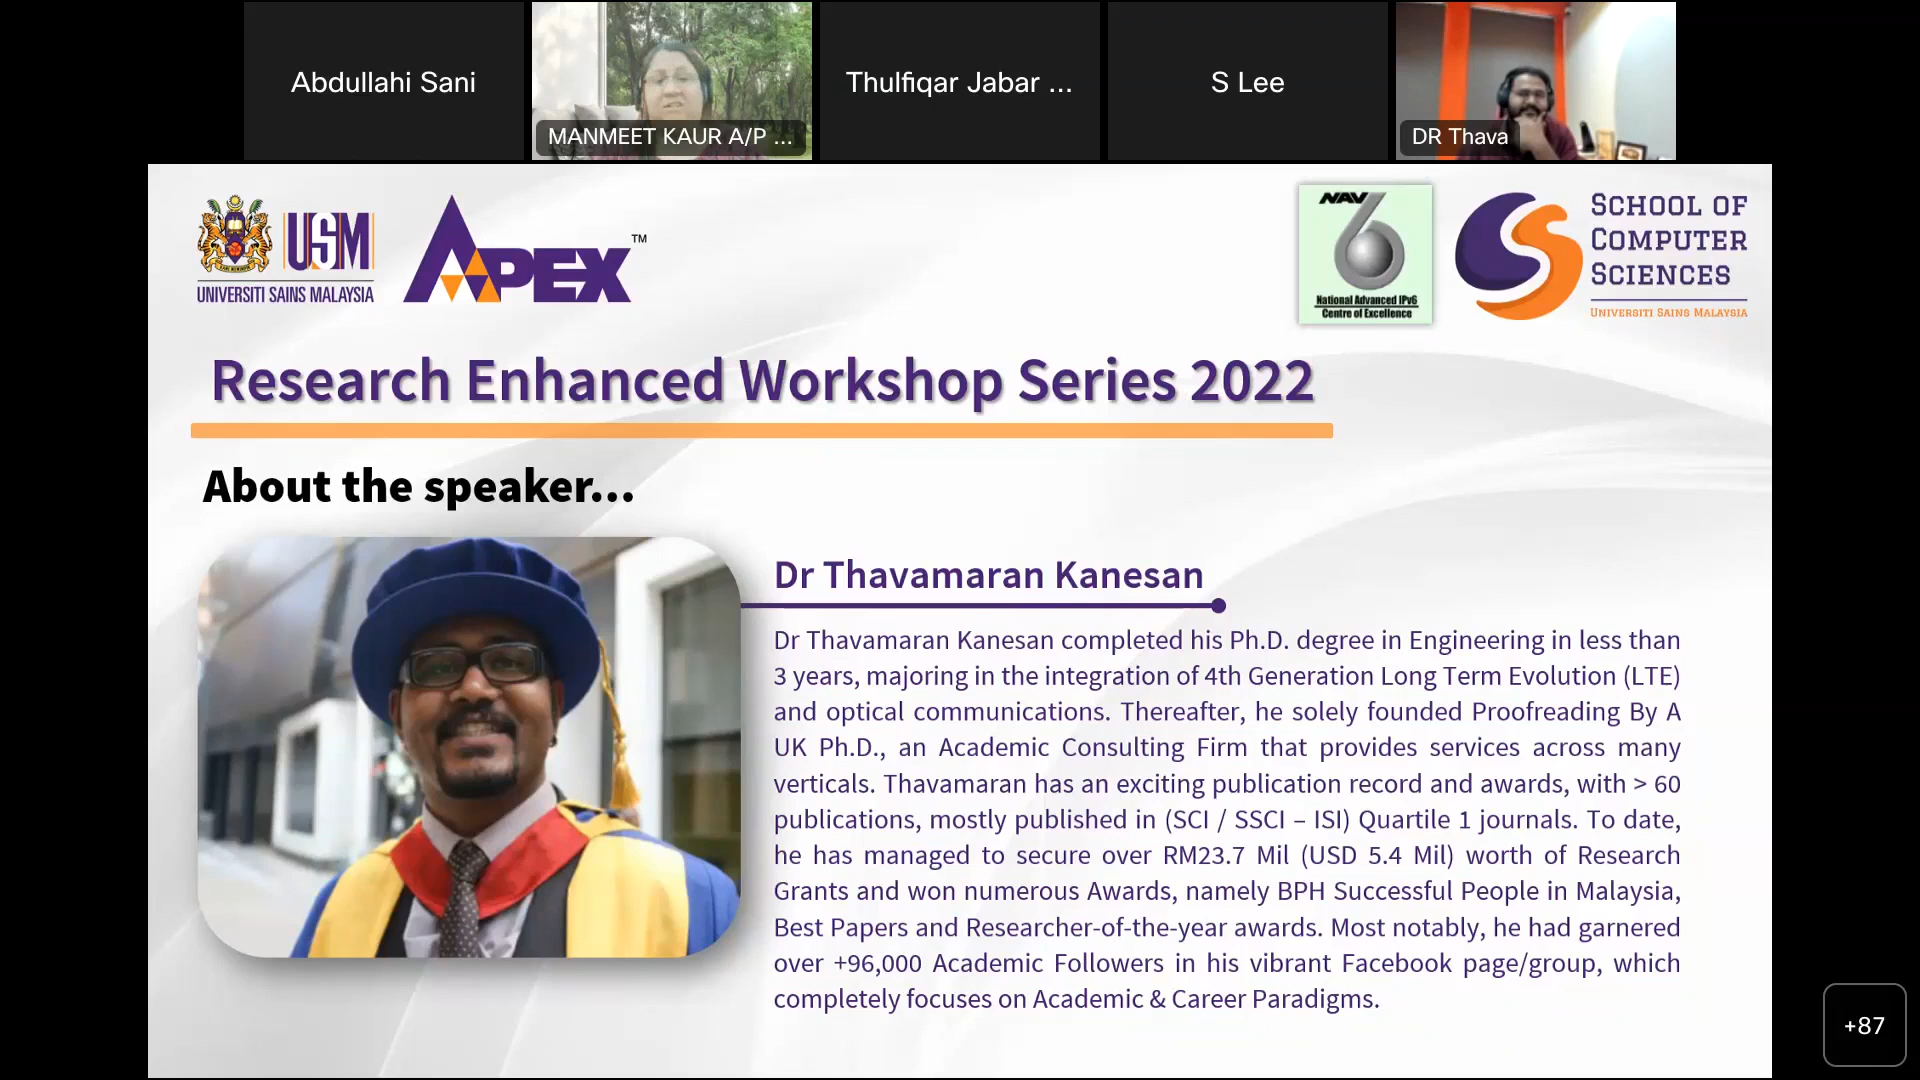 Abdullahi Sani
MANMEET KAUR A/P ...
Thulfiqar Jabar ...
S Lee
DR Thava
USM
UNIVERSITI SAINS MALAYSIA
APEX TM
NAV
6
National Advanced IPv6
Centre of Excellence
SCHOOL OF
COMPUTER
SCIENCES
UNIVERSITI SAINS MALAYSIA
Research Enhanced Workshop Series 2022
About the speaker...
Dr Thavamaran Kanesan
Dr Thavamaran Kanesan completed his Ph.D. degree in Engineering in less than
3 years, majoring in the integration of 4th Generation Long Term Evolution (LTE)
and optical communications. Thereafter, he solely founded Proofreading By A
UK Ph.D., an Academic Consulting Firm that provides services across many
verticals. Thavamaran has an exciting publication record and awards, with > 60
publications, mostly published in (SCI / SSCI – ISI) Quartile 1 journals. To date,
he has managed to secure over RM23.7 Mil (USD 5.4 Mil) worth of Research
Grants and won numerous Awards, namely BPH Successful People in Malaysia,
Best Papers and Researcher-of-the-year awards. Most notably, he had garnered
over +96,000 Academic Followers in his vibrant Facebook page/group, which
completely focuses on Academic & Career Paradigms.
+87